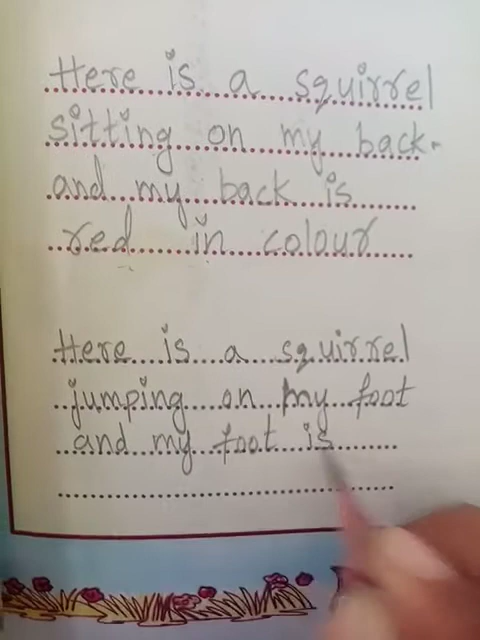 Here is a squirrel
sitting on my back.
and my back is
red in colour
Here is a squirrel
jumping on my foot
and my foot is